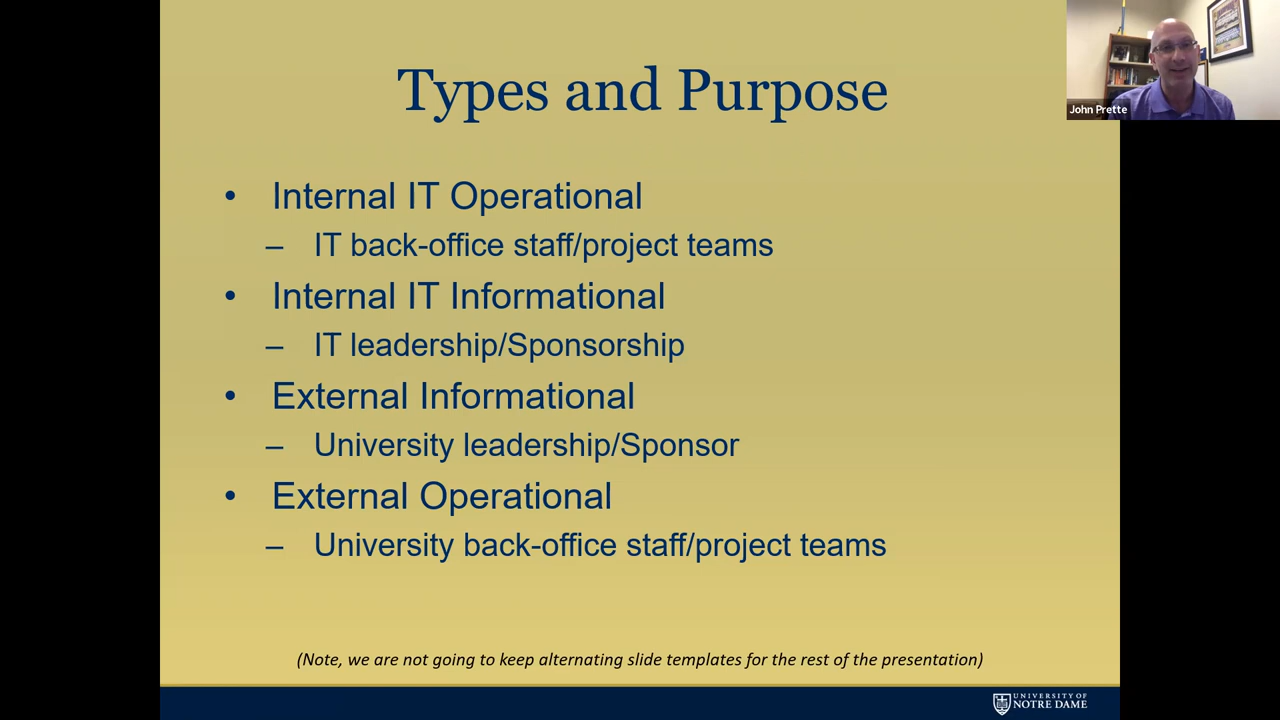 Types and Purpose
John Prette
• Internal IT Operational
– IT back-office staff/project teams
• Internal IT Informational
– IT leadership/Sponsorship
• External Informational
– University leadership/Sponsor
• External Operational
– University back-office staff/project teams
(Note, we are not going to keep alternating slide templates for the rest of the presentation)
UNIVERSITY OF
NOTRE DAME